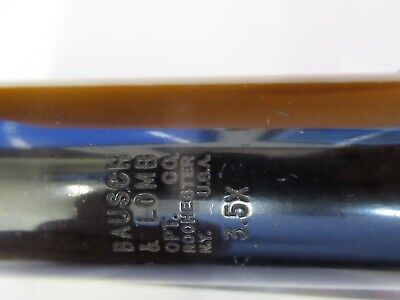 BAUSCH
& LOMB
OPT. CO.
ROCHESTER
N.Y. U.S.A.
3.5X